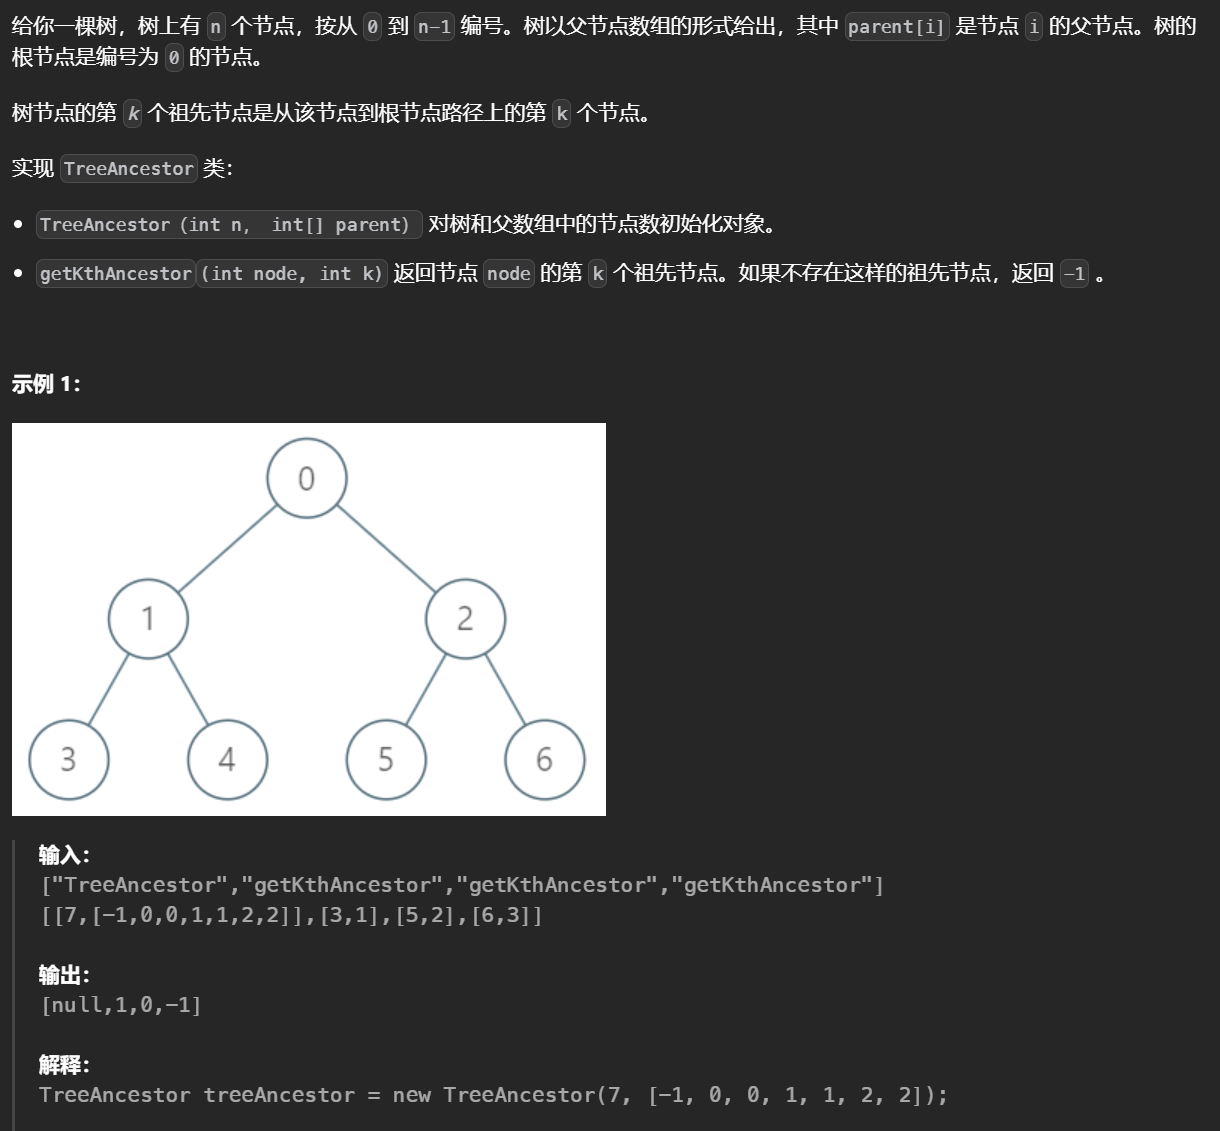 给你一棵树，树上有 n 个节点，按从 0 到 n-1 编号。树以父节点数组的形式给出，其中 parent[i] 是节点 i 的父节点。树的
根节点是编号为 0 的节点。
树节点的第 k 个祖先节点是从该节点到根节点路径上的第 k 个节点。
实现 TreeAncestor 类：
TreeAncestor（int n， int[] parent） 对树和父数组中的节点数初始化对象。
getKthAncestor(int node, int k) 返回节点 node 的第 k 个祖先节点。如果不存在这样的祖先节点，返回 -1 。
示例 1：
0
1 2
3 4 5 6
输入：
["TreeAncestor","getKthAncestor","getKthAncestor","getKthAncestor"]
[[7,[-1,0,0,1,1,2,2]],[3,1],[5,2],[6,3]]
输出：
[null,1,0,-1]
解释：
TreeAncestor treeAncestor = new TreeAncestor(7, [-1, 0, 0, 1, 1, 2, 2]);